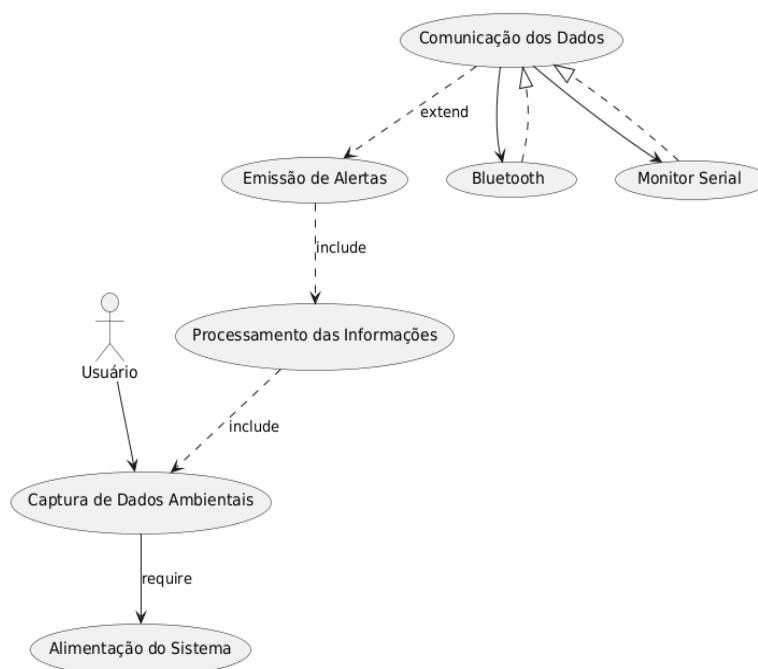 Comunicação dos Dados
extend
Emissão de Alertas
Bluetooth
Monitor Serial
include
Processamento das Informações
Usuário
include
Captura de Dados Ambientais
require
Alimentação do Sistema